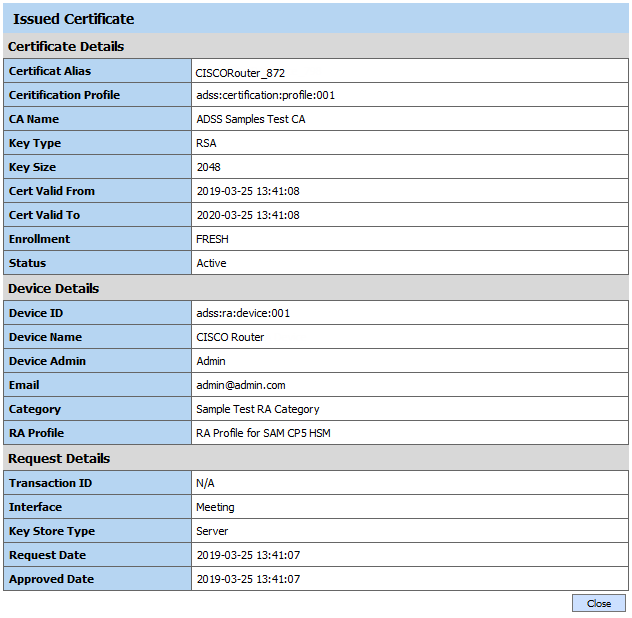 Issued Certificate
Certificate Details
Certificat Alias CISCORouter_872
Ceritification Profile adss:certification:profile:001
CA Name ADSS Samples Test CA
Key Type RSA
Key Size 2048
Cert Valid From 2019-03-25 13:41:08
Cert Valid To 2020-03-25 13:41:08
Enrollment FRESH
Status Active
Device Details
Device ID adss:ra:device:001
Device Name CISCO Router
Device Admin Admin
Email admin@admin.com
Category Sample Test RA Category
RA Profile RA Profile for SAM CP5 HSM
Request Details
Transaction ID N/A
Interface Meeting
Key Store Type Server
Request Date 2019-03-25 13:41:07
Approved Date 2019-03-25 13:41:07
Close